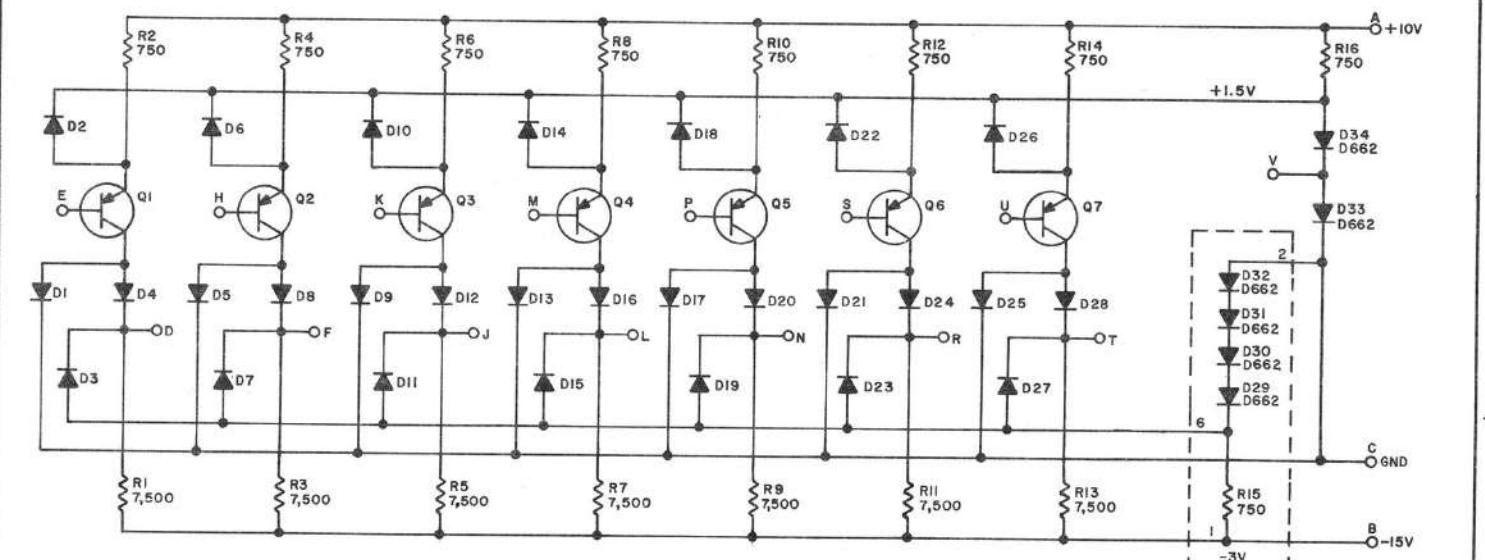 A
+10V
R2
750
R4
750
R6
750
R8
750
R10
750
R12
750
R14
750
R16
750
+1.5V
D2
D6
D10
D14
D18
D22
D26
D34
D662
V
E
Q1
H
Q2
K
Q3
M
Q4
P
Q5
S
Q6
U
Q7
D33
D662
2
D1
D4
D5
D8
D9
D12
D13
D16
D17
D20
D21
D24
D25
D28
D32
D662
D31
D662
D30
D662
D29
D662
D
F
J
L
N
R
T
D3
D7
D11
D15
D19
D23
D27
6
C
GND
R1
7,500
R3
7,500
R5
7,500
R7
7,500
R9
7,500
R11
7,500
R13
7,500
R15
750
1
B
-15V
-3V